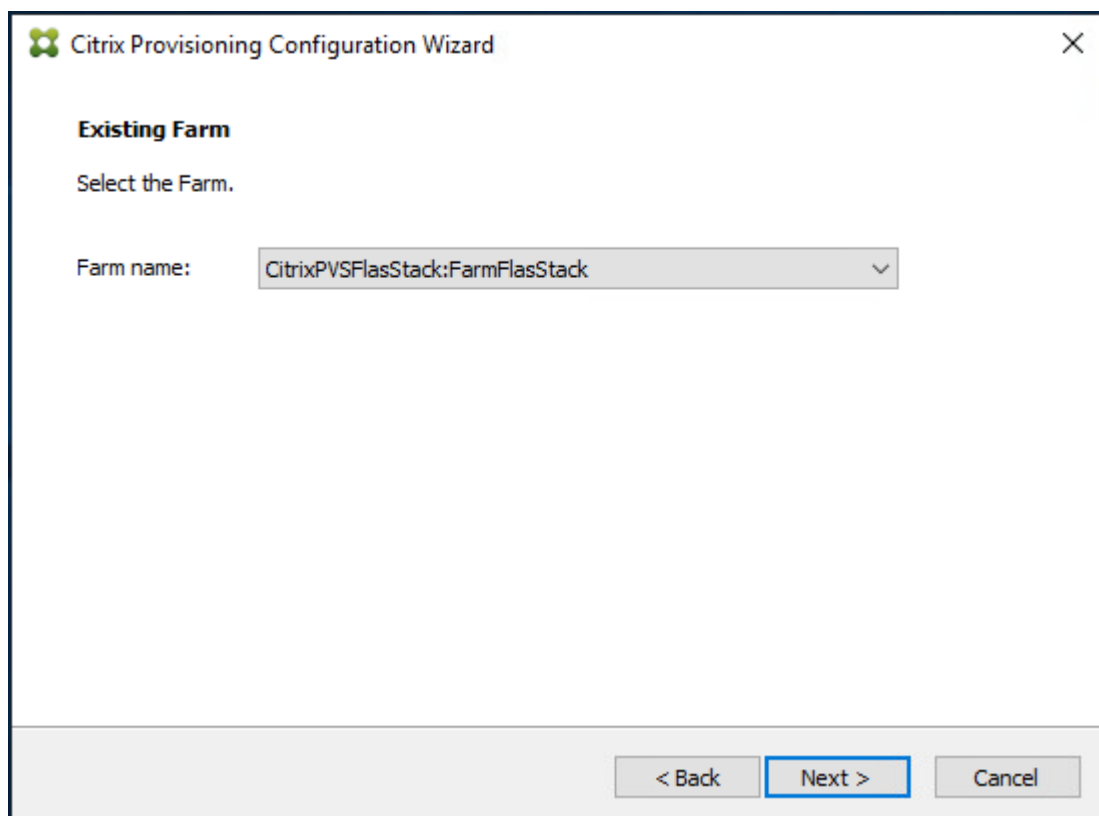 Citrix Provisioning Configuration Wizard
Existing Farm
Select the Farm.
Farm name: CitrixPVSFlasStack:FarmFlasStack
< Back Next > Cancel